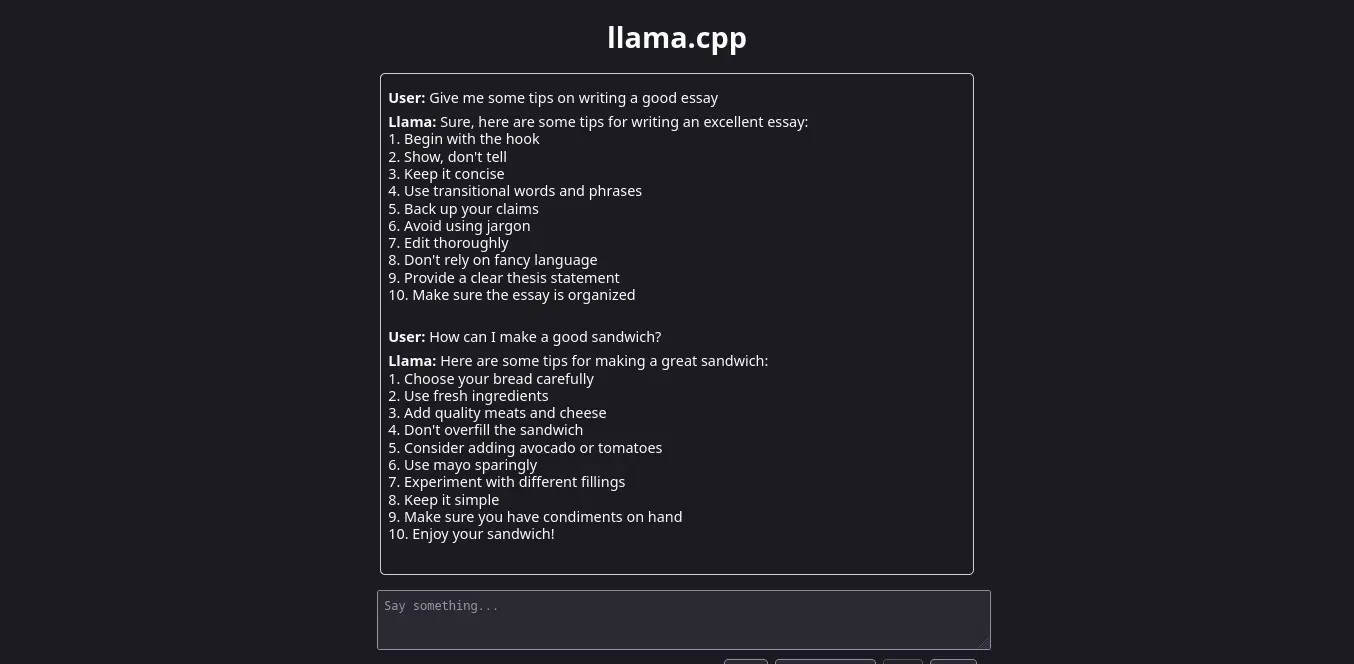 llama.cpp
User: Give me some tips on writing a good essay
Llama: Sure, here are some tips for writing an excellent essay:
1. Begin with the hook
2. Show, don't tell
3. Keep it concise
4. Use transitional words and phrases
5. Back up your claims
6. Avoid using jargon
7. Edit thoroughly
8. Don't rely on fancy language
9. Provide a clear thesis statement
10. Make sure the essay is organized
User: How can I make a good sandwich?
Llama: Here are some tips for making a great sandwich:
1. Choose your bread carefully
2. Use fresh ingredients
3. Add quality meats and cheese
4. Don't overfill the sandwich
5. Consider adding avocado or tomatoes
6. Use mayo sparingly
7. Experiment with different fillings
8. Keep it simple
9. Make sure you have condiments on hand
10. Enjoy your sandwich!
Say something...